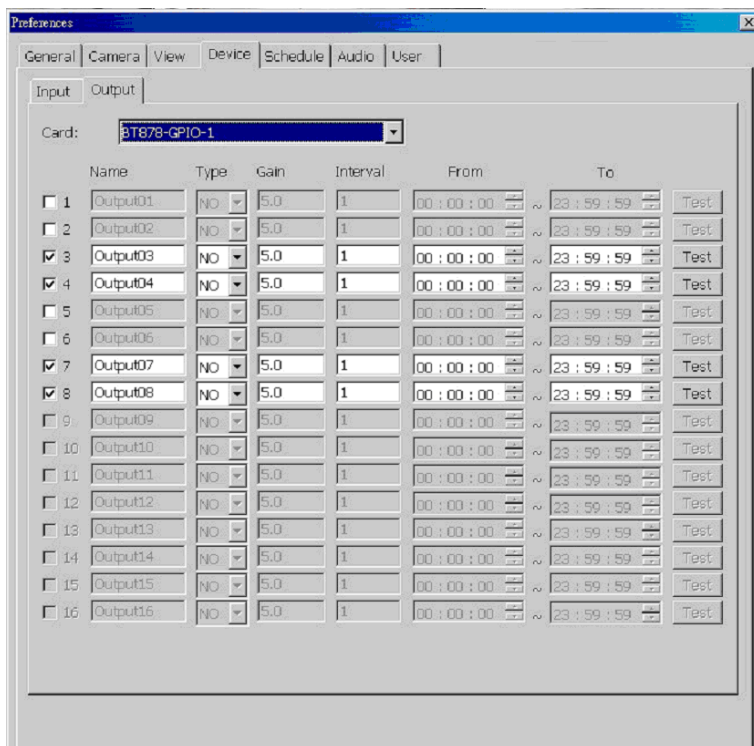 Preferences
General Camera View Device Schedule Audio User
Input Output
Card: BT878-GPIO-1
Name Type Gain Interval From To
1 Output01 NO 5.0 1 00 : 00 : 00 ~ 23 : 59 : 59 Test
2 Output02 NO 5.0 1 00 : 00 : 00 ~ 23 : 59 : 59 Test
3 Output03 NO 5.0 1 00 : 00 : 00 ~ 23 : 59 : 59 Test
4 Output04 NO 5.0 1 00 : 00 : 00 ~ 23 : 59 : 59 Test
5 Output05 NO 5.0 1 00 : 00 : 00 ~ 23 : 59 : 59 Test
6 Output06 NO 5.0 1 00 : 00 : 00 ~ 23 : 59 : 59 Test
7 Output07 NO 5.0 1 00 : 00 : 00 ~ 23 : 59 : 59 Test
8 Output08 NO 5.0 1 00 : 00 : 00 ~ 23 : 59 : 59 Test
9 Output09 NO 5.0 1 00 : 00 : 00 ~ 23 : 59 : 59 Test
10 Output10 NO 5.0 1 00 : 00 : 00 ~ 23 : 59 : 59 Test
11 Output11 NO 5.0 1 00 : 00 : 00 ~ 23 : 59 : 59 Test
12 Output12 NO 5.0 1 00 : 00 : 00 ~ 23 : 59 : 59 Test
13 Output13 NO 5.0 1 00 : 00 : 00 ~ 23 : 59 : 59 Test
14 Output14 NO 5.0 1 00 : 00 : 00 ~ 23 : 59 : 59 Test
15 Output15 NO 5.0 1 00 : 00 : 00 ~ 23 : 59 : 59 Test
16 Output16 NO 5.0 1 00 : 00 : 00 ~ 23 : 59 : 59 Test